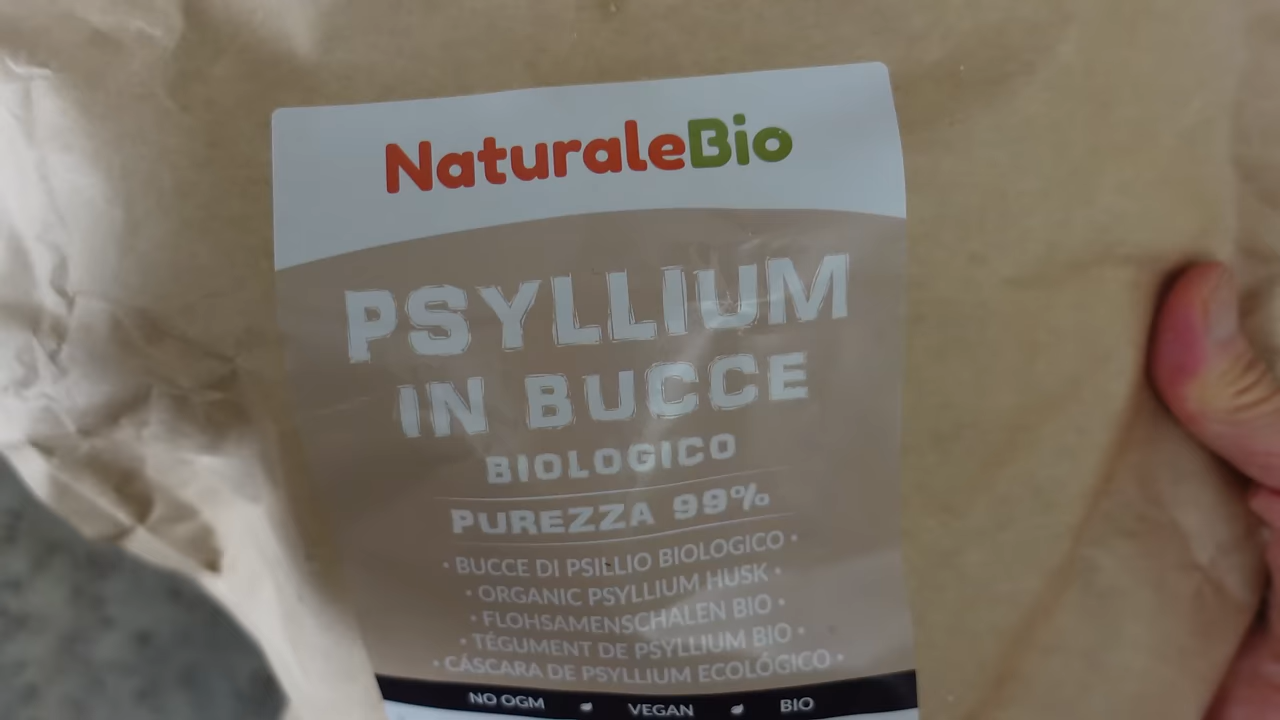 NaturaleBio
PSYLLIUM
IN BUCCE
BIOLOGICO
PUREZZA 99%
• BUCCE DI PSILLIO BIOLOGICO •
• ORGANIC PSYLLIUM HUSK •
• FLOHSAMENSCHALEN BIO •
• TÉGUMENT DE PSYLLIUM BIO •
• CÁSCARA DE PSYLLIUM ECOLÓGICO •
NO OGM VEGAN BIO